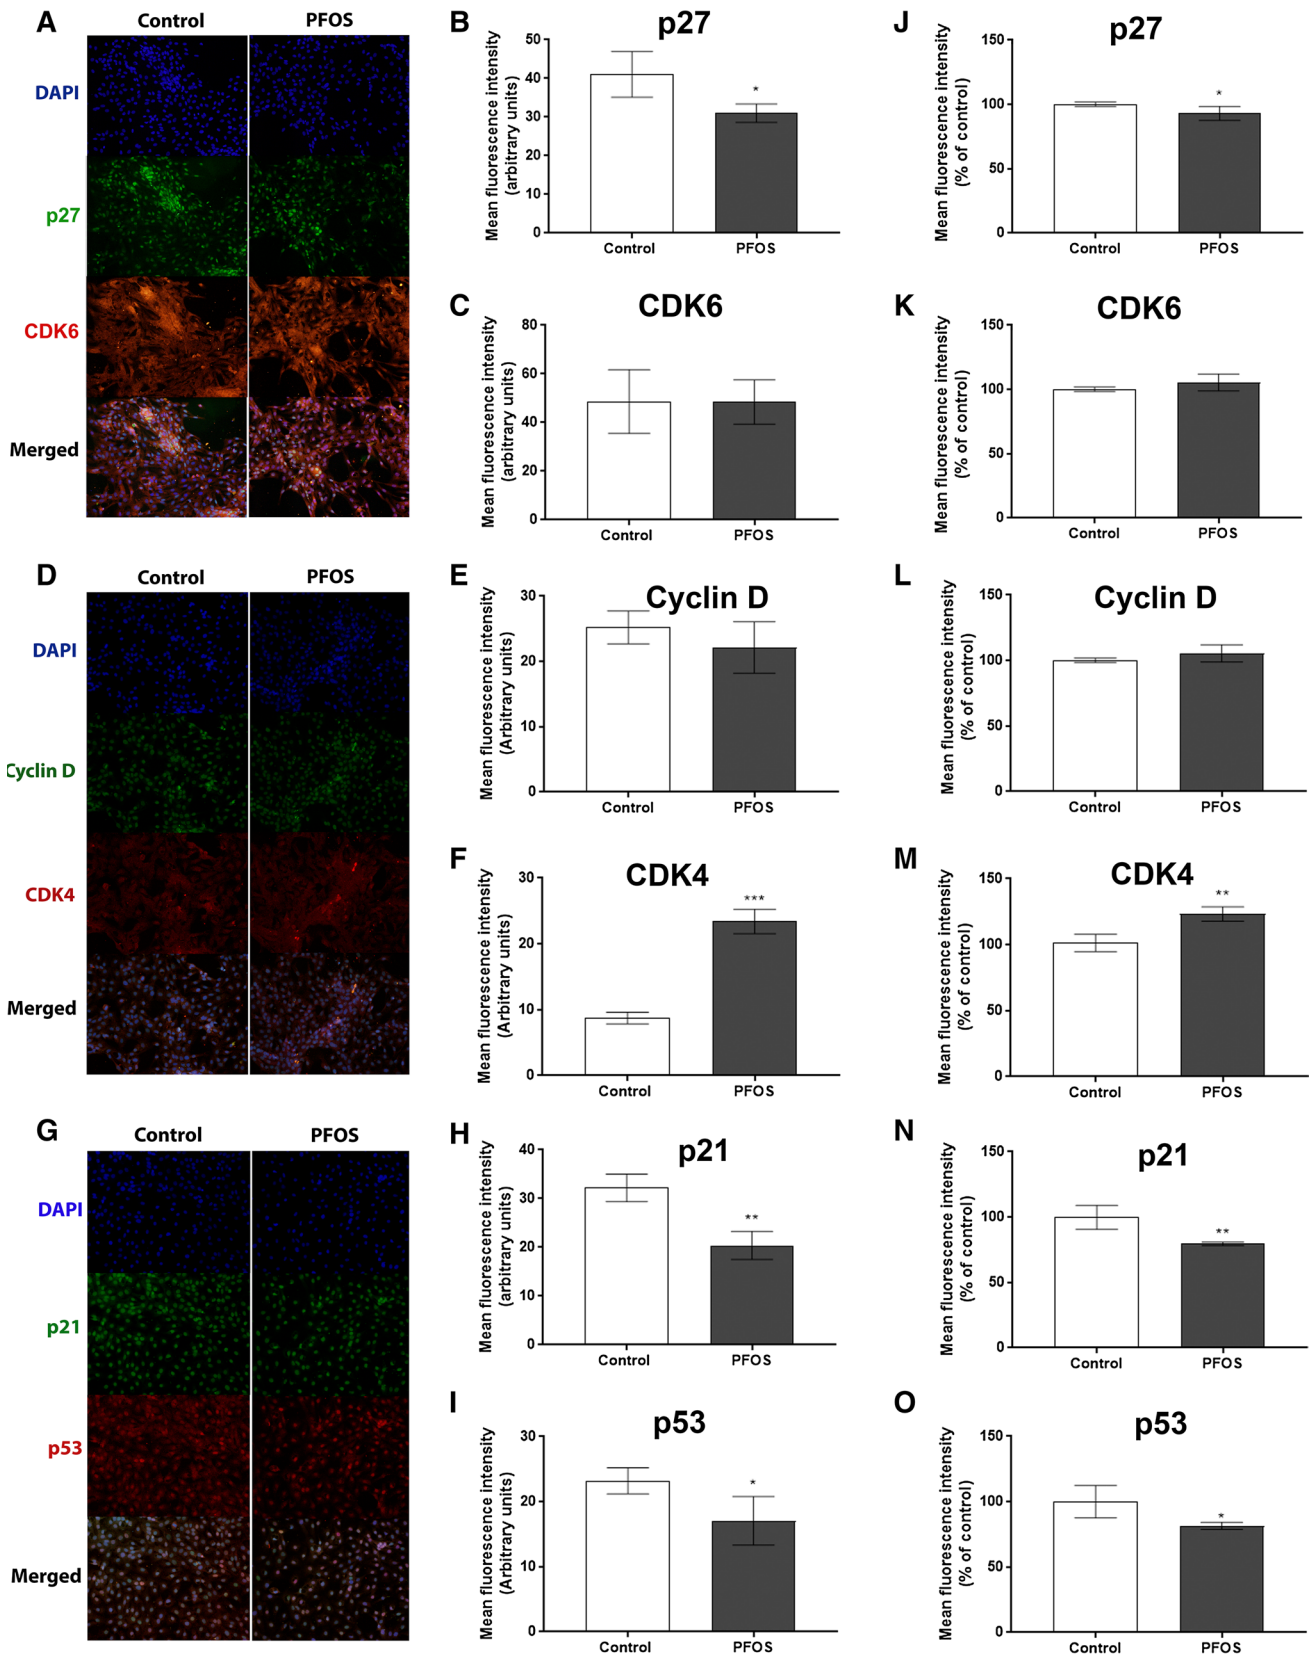 A
Control PFOS
DAPI
p27
CDK6
Merged
B
p27
Mean fluorescence intensity
(arbitrary units)
50
40
30
20
10
0
*
Control PFOS
J
p27
Mean fluorescence intensity
(% of control)
150
100
50
0
*
Control PFOS
C
CDK6
Mean fluorescence intensity
(arbitrary units)
80
60
40
20
0
Control PFOS
K
CDK6
Mean fluorescence intensity
(% of control)
150
100
50
0
Control PFOS
D
Control PFOS
DAPI
Cyclin D
CDK4
Merged
E
Cyclin D
Mean fluorescence intensity
(Arbitrary units)
30
20
10
0
Control PFOS
L
Cyclin D
Mean fluorescence intensity
(% of control)
150
100
50
0
Control PFOS
F
CDK4
Mean fluorescence intensity
(Arbitrary units)
30
20
10
0
***
Control PFOS
M
CDK4
Mean fluorescence intensity
(% of control)
150
100
50
0
**
Control PFOS
G
Control PFOS
DAPI
p21
p53
Merged
H
p21
Mean fluorescence intensity
(arbitrary units)
40
30
20
10
0
**
Control PFOS
N
p21
Mean fluorescence intensity
(% of control)
150
100
50
0
**
Control PFOS
I
p53
Mean fluorescence intensity
(Arbitrary units)
30
20
10
0
*
Control PFOS
O
p53
Mean fluorescence intensity
(% of control)
150
100
50
0
*
Control PFOS